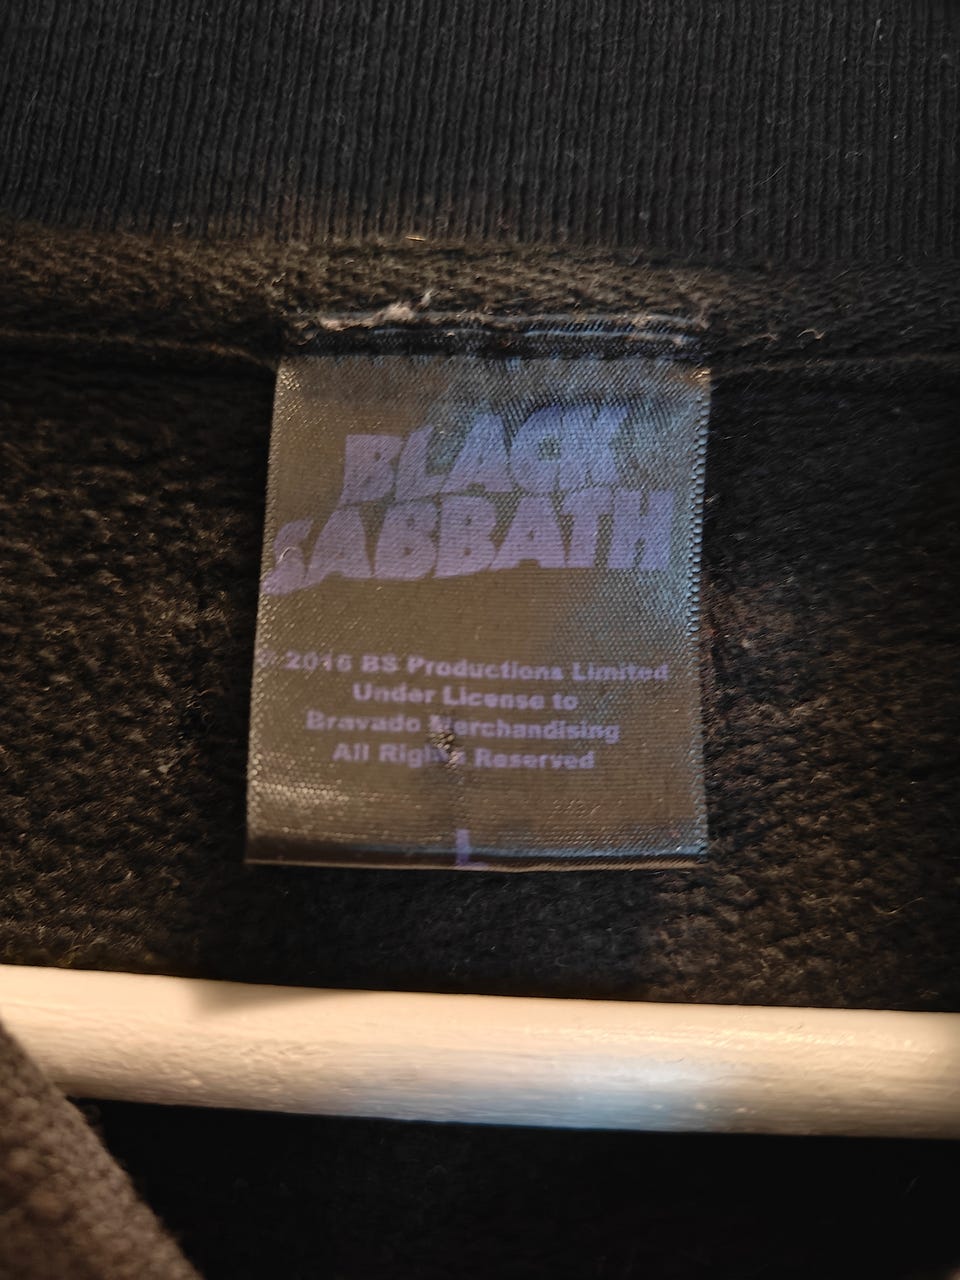 BLACK
SABBATH
© 2016 BS Productions Limited
Under License to
Bravado Merchandising
All Rights Reserved
L